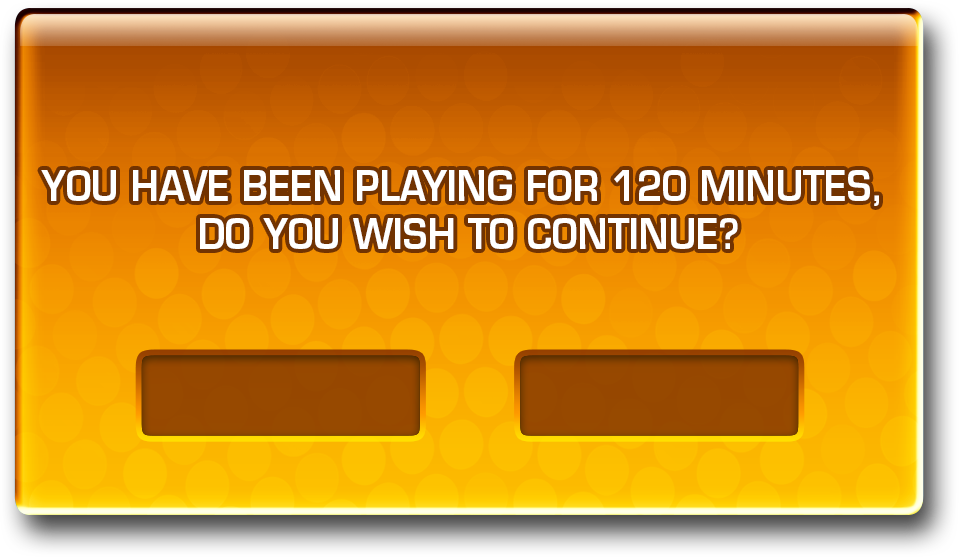 YOU HAVE BEEN PLAYING FOR 120 MINUTES,
DO YOU WISH TO CONTINUE?